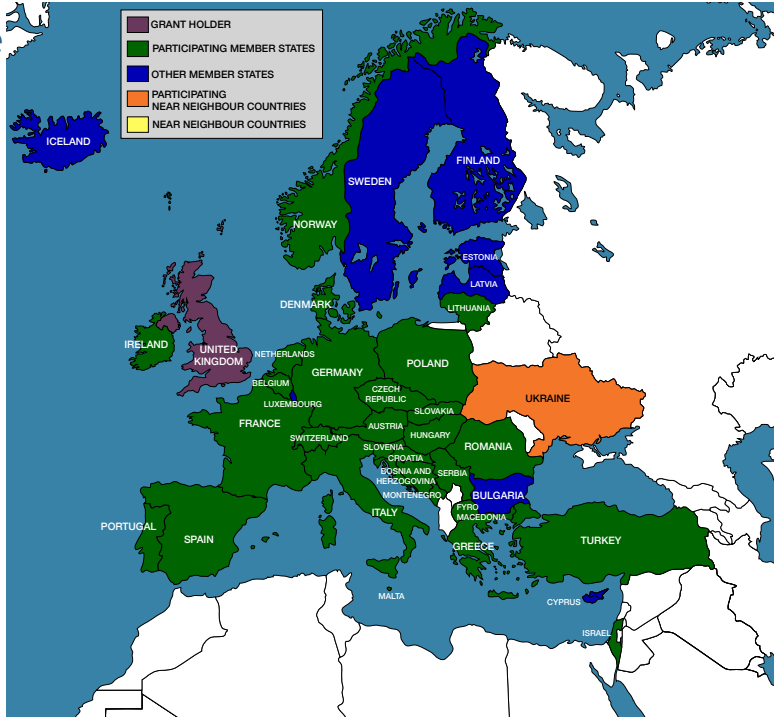 GRANT HOLDER
PARTICIPATING MEMBER STATES
OTHER MEMBER STATES
PARTICIPATING
NEAR NEIGHBOUR COUNTRIES
NEAR NEIGHBOUR COUNTRIES
ICELAND
FINLAND
SWEDEN
NORWAY
ESTONIA
LATVIA
DENMARK
LITHUANIA
IRELAND
UNITED
KINGDOM
NETHERLANDS
POLAND
GERMANY
BELGIUM
CZECH
REPUBLIC
UKRAINE
LUXEMBOURG
SLOVAKIA
FRANCE
AUSTRIA
SWITZERLAND
HUNGARY
SLOVENIA
ROMANIA
CROATIA
BOSNIA AND
HERZOGOVINA
SERBIA
MONTENEGRO
BULGARIA
FYRO
MACEDONIA
ITALY
PORTUGAL
SPAIN
GREECE
TURKEY
MALTA
CYPRUS
ISRAEL